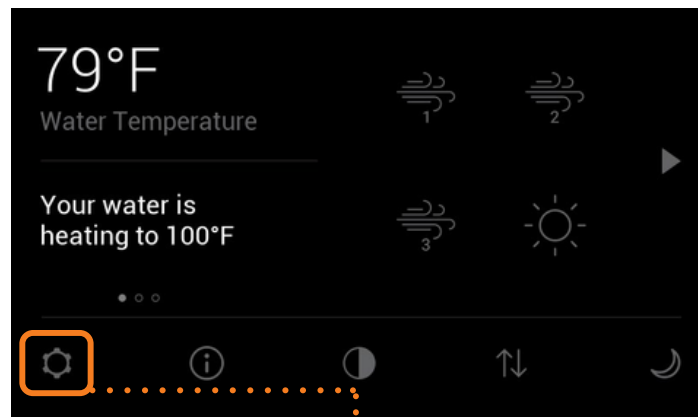 79°F
Water Temperature
Your water is
heating to 100°F
1
2
3